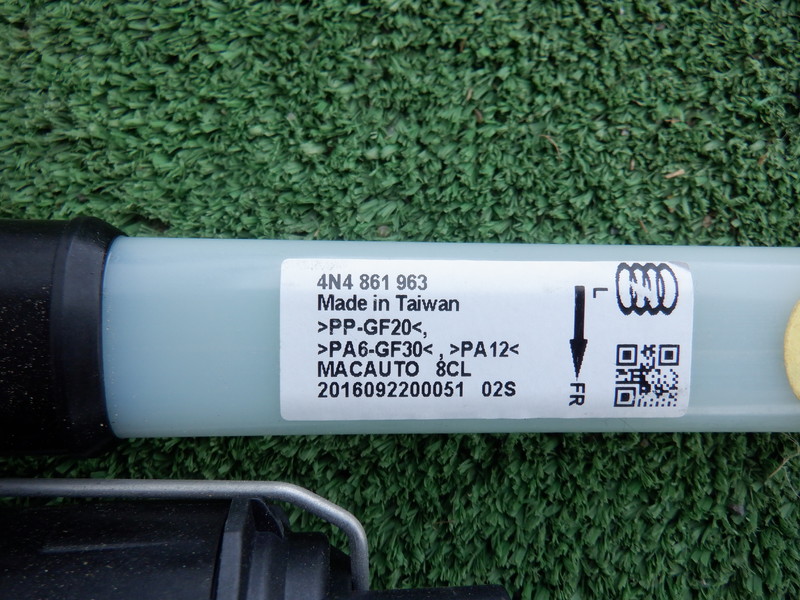 4N4 861 963
Made in Taiwan
>PP-GF20<,
>PA6-GF30< , >PA12<
MACAUTO 8CL
2016092200051 02S
L
FR